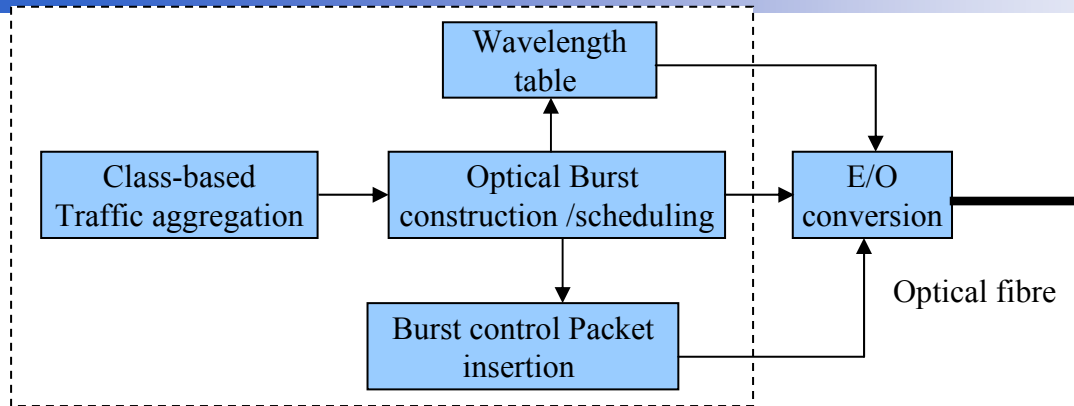 Wavelength
table
Class-based
Traffic aggregation
Optical Burst
construction /scheduling
E/O
conversion
Optical fibre
Burst control Packet
insertion